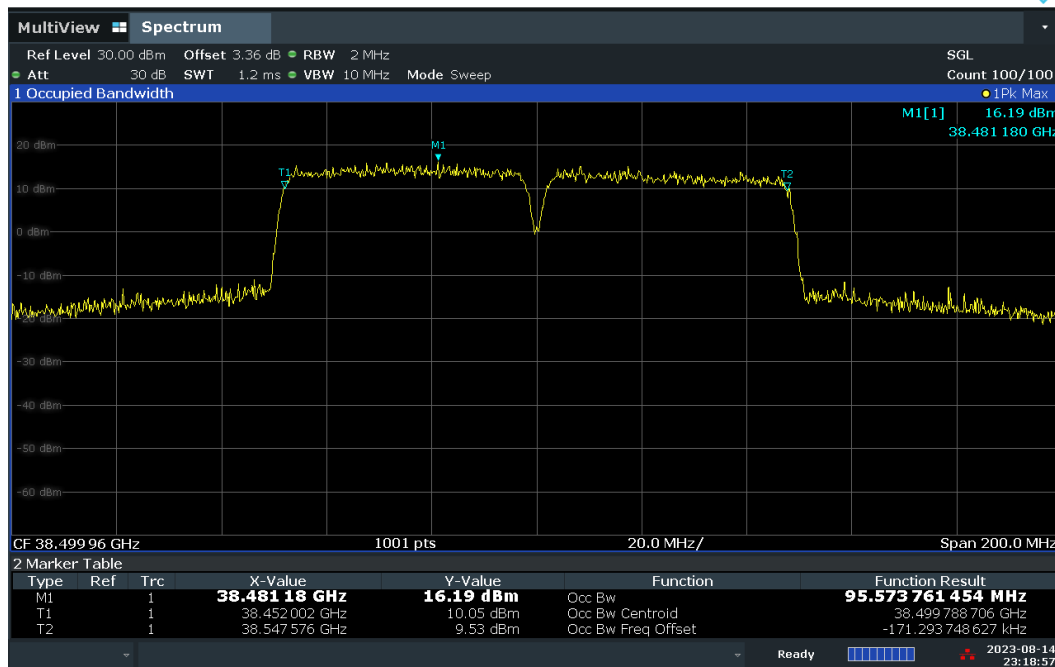 MultiView Spectrum
Ref Level 30.00 dBm Offset 3.36 dB RBW 2 MHz SGL
Att 30 dB SWT 1.2 ms VBW 10 MHz Mode Sweep Count 100/100
1 Occupied Bandwidth 1Pk Max
M1[1] 16.19 dBm
38.481 180 GHz
20 dBm
M1
T1
T2
10 dBm
0 dBm
-10 dBm
-20 dBm
-30 dBm
-40 dBm
-50 dBm
-60 dBm
CF 38.499 96 GHz 1001 pts 20.0 MHz/ Span 200.0 MHz
2 Marker Table
Type Ref Trc X-Value Y-Value Function Function Result
M1 1 38.481 18 GHz 16.19 dBm Occ Bw 95.573 761 454 MHz
T1 1 38.452 002 GHz 10.05 dBm Occ Bw Centroid 38.499 788 706 GHz
T2 1 38.547 576 GHz 9.53 dBm Occ Bw Freq Offset -171.293 748 627 kHz
Ready 2023-08-14
23:18:57